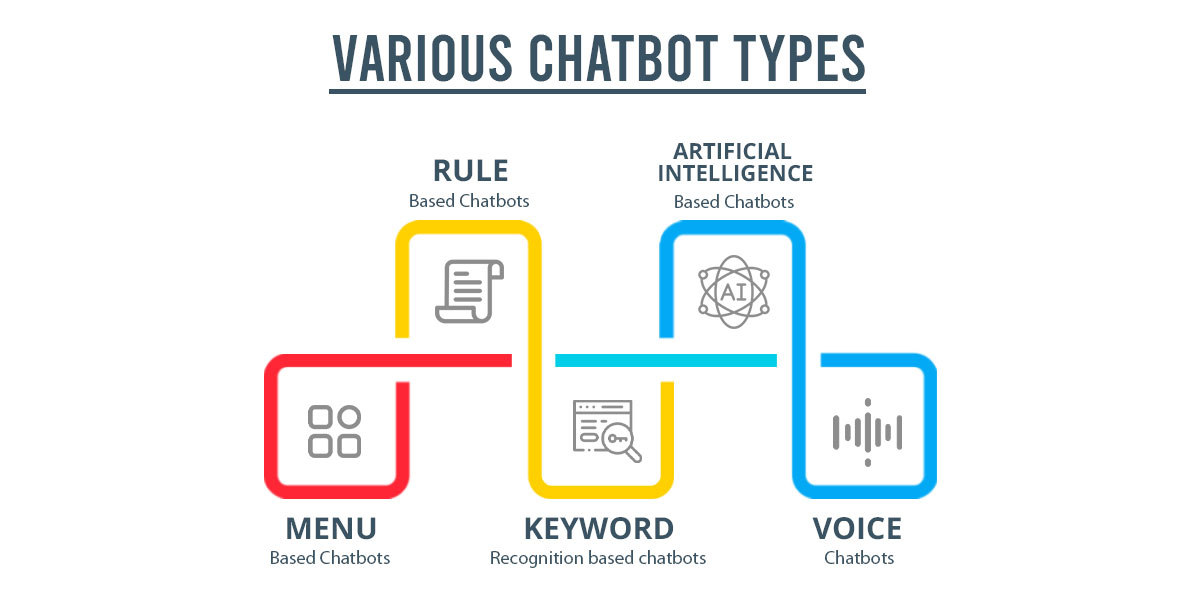 VARIOUS CHATBOT TYPES
RULE
Based Chatbots
ARTIFICIAL
INTELLIGENCE
Based Chatbots
AI
MENU
Based Chatbots
KEYWORD
Recognition based chatbots
VOICE
Chatbots